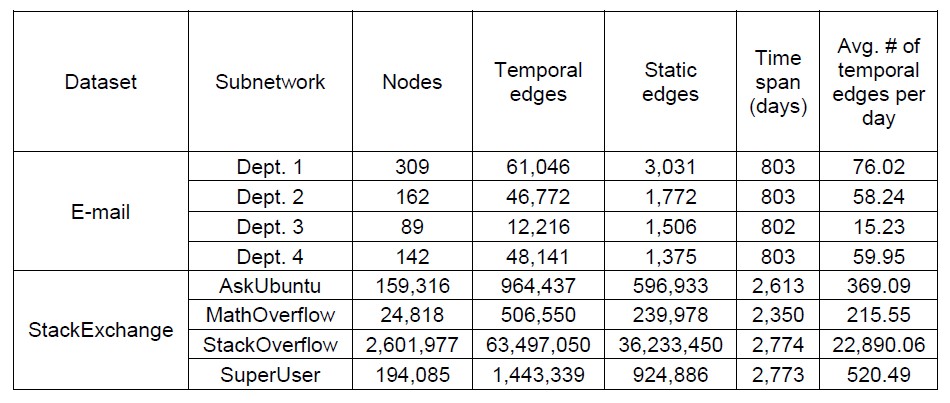 Dataset Subnetwork Nodes Temporal edges Static edges Time span (days) Avg. # of temporal edges per day
E-mail
Dept. 1 309 61,046 3,031 803 76.02
Dept. 2 162 46,772 1,772 803 58.24
Dept. 3 89 12,216 1,506 802 15.23
Dept. 4 142 48,141 1,375 803 59.95
StackExchange
AskUbuntu 159,316 964,437 596,933 2,613 369.09
MathOverflow 24,818 506,550 239,978 2,350 215.55
StackOverflow 2,601,977 63,497,050 36,233,450 2,774 22,890.06
SuperUser 194,085 1,443,339 924,886 2,773 520.49